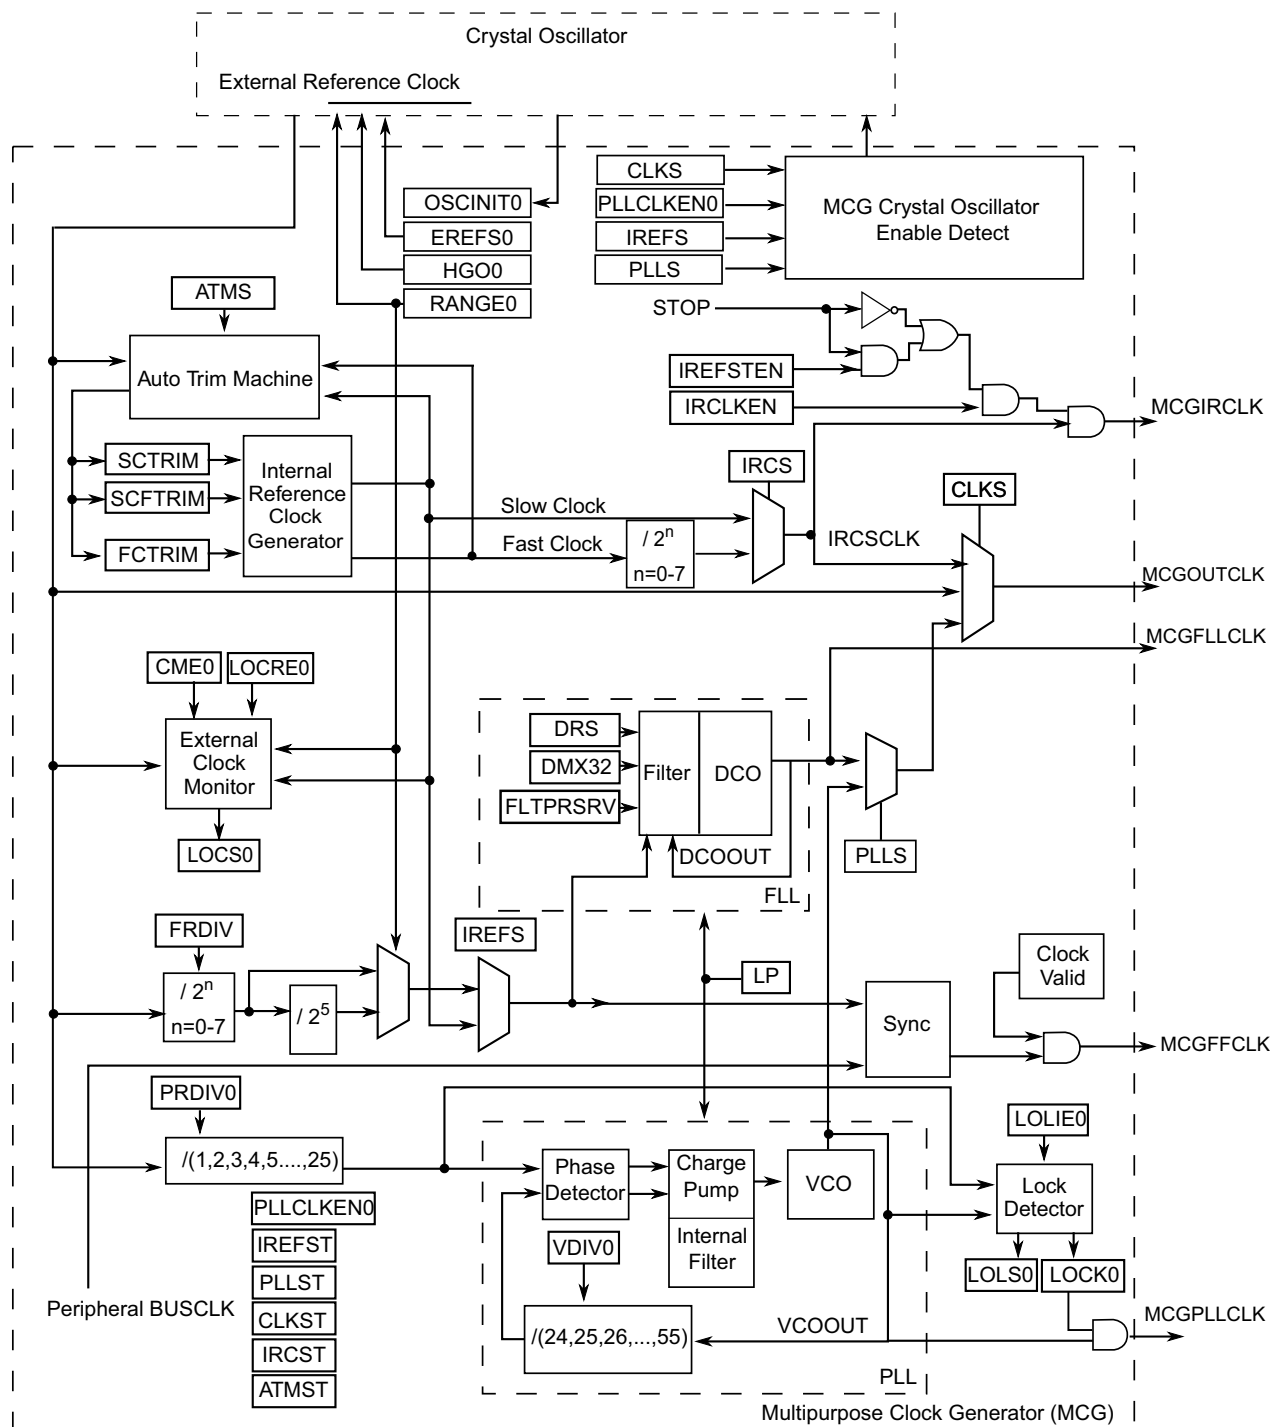 Crystal Oscillator
External Reference Clock
OSCINIT0
EREFS0
HGO0
RANGE0
CLKS
PLLCLKEN0
IREFS
PLLS
MCG Crystal Oscillator
Enable Detect
ATMS
STOP
Auto Trim Machine
IREFSTEN
IRCLKEN
MCGIRCLK
SCTRIM
SCFTRIM
FCTRIM
Internal
Reference
Clock
Generator
IRCS
CLKS
Slow Clock
Fast Clock
/ 2^n
n=0-7
IRCSCLK
MCGOUTCLK
MCGFLLCLK
CME0
LOCRE0
External
Clock
Monitor
LOCS0
DRS
DMX32
FLTPRSRV
Filter
DCO
DCOOUT
FLL
PLLS
FRDIV
/ 2^n
n=0-7
/ 2^5
IREFS
LP
Clock
Valid
Sync
MCGFFCLK
PRDIV0
/(1,2,3,4,5....,25)
LOLIE0
Phase
Detector
Charge
Pump
Internal
Filter
VCO
Lock
Detector
PLLCLKEN0
IREFST
PLLST
CLKST
IRCST
ATMST
VDIV0
LOLS0
LOCK0
Peripheral BUSCLK
/(24,25,26,...,55)
VCOOUT
MCGPLLCLK
PLL
Multipurpose Clock Generator (MCG)